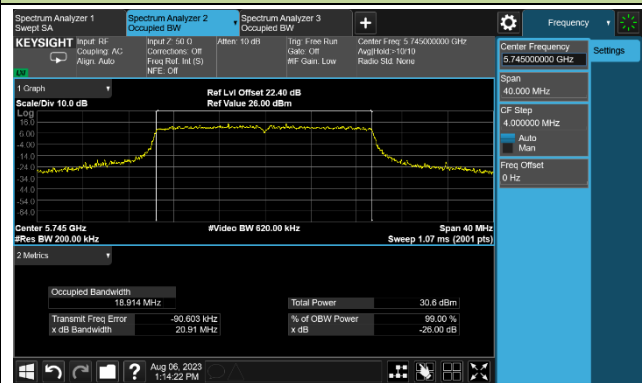 Spectrum Analyzer 1
Swept SA
Spectrum Analyzer 2
Occupied BW
Spectrum Analyzer 3
Occupied BW
Frequency
KEYSIGHT
Input: RF
Coupling: AC
Align: Auto
Input Z: 50 Ω
Corrections: Off
Freq Ref: Int (S)
NFE: Off
Atten: 10 dB
Trig: Free Run
Gate: Off
#IF Gain: Low
Center Freq: 5.745000000 GHz
Avg|Hold:>10/10
Radio Std: None
Center Frequency
5.745000000 GHz
Settings
Span
40.000 MHz
CF Step
4.000000 MHz
Auto
Man
Freq Offset
0 Hz
1 Graph
Scale/Div 10.0 dB
Ref Lvl Offset 22.40 dB
Ref Value 26.00 dBm
Log
16.0
6.00
-4.00
-14.0
-24.0
-34.0
-44.0
-54.0
-64.0
Center 5.745 GHz
#Video BW 620.00 kHz
Span 40 MHz
#Res BW 200.00 kHz
Sweep 1.07 ms (2001 pts)
2 Metrics
Occupied Bandwidth
18.914 MHz
Total Power
30.6 dBm
Transmit Freq Error
-90.603 kHz
% of OBW Power
99.00 %
x dB Bandwidth
20.91 MHz
x dB
-26.00 dB
Aug 06, 2023
1:14:22 PM